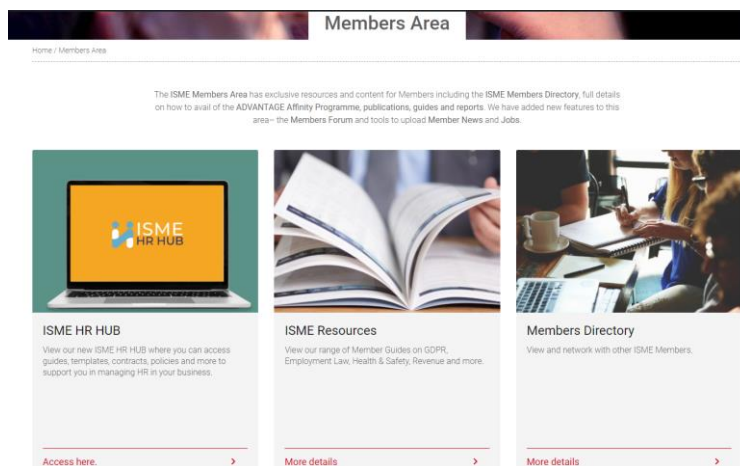 Members Area
Home / Members Area
The ISME Members Area has exclusive resources and content for Members including the ISME Members Directory, full details
on how to avail of the ADVANTAGE Affinity Programme, publications, guides and reports. We have added new features to this
area– the Members Forum and tools to upload Member News and Jobs.
ISME
HR HUB
ISME HR HUB
View our new ISME HR HUB where you can access
guides, templates, contracts, policies and more to
support you in managing HR in your business.
Access here.
ISME Resources
View our range of Member Guides on GDPR,
Employment Law, Health & Safety, Revenue and more.
More details
Members Directory
View and network with other ISME Members.
More details